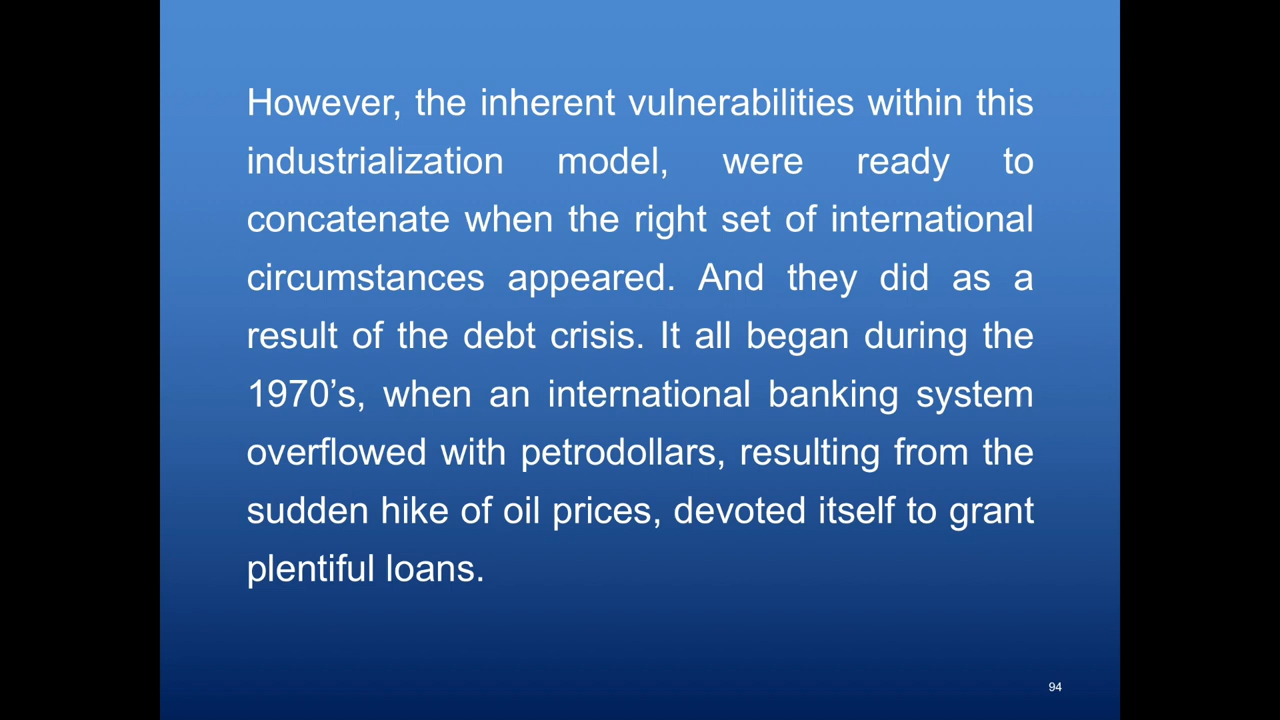 However, the inherent vulnerabilities within this
industrialization model, were ready to
concatenate when the right set of international
circumstances appeared. And they did as a
result of the debt crisis. It all began during the
1970’s, when an international banking system
overflowed with petrodollars, resulting from the
sudden hike of oil prices, devoted itself to grant
plentiful loans.
94